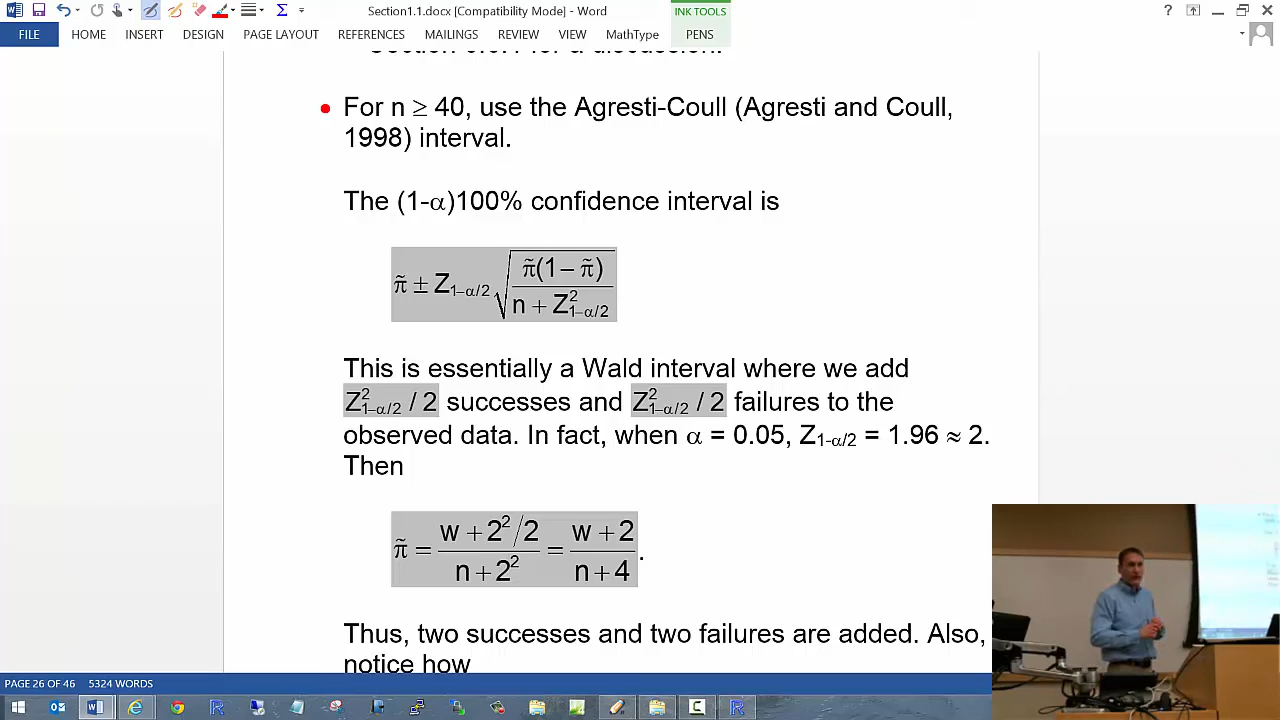 Section1.1.docx [Compatibility Mode] - Word
INK TOOLS
FILE HOME INSERT DESIGN PAGE LAYOUT REFERENCES MAILINGS REVIEW VIEW MathType PENS
• For n ≥ 40, use the Agresti-Coull (Agresti and Coull,
1998) interval.
The (1-α)100% confidence interval is
π̃ ± Z₁₋α/₂ √(π̃(1 – π̃) / (n + Z²₁₋α/₂))
This is essentially a Wald interval where we add
Z²₁₋α/₂ / 2 successes and Z²₁₋α/₂ / 2 failures to the
observed data. In fact, when α = 0.05, Z₁₋α/₂ = 1.96 ≈ 2.
Then
π̃ = (w + 2²/2) / (n + 2²) = (w + 2) / (n + 4).
Thus, two successes and two failures are added. Also,
notice how
PAGE 26 OF 46 5324 WORDS